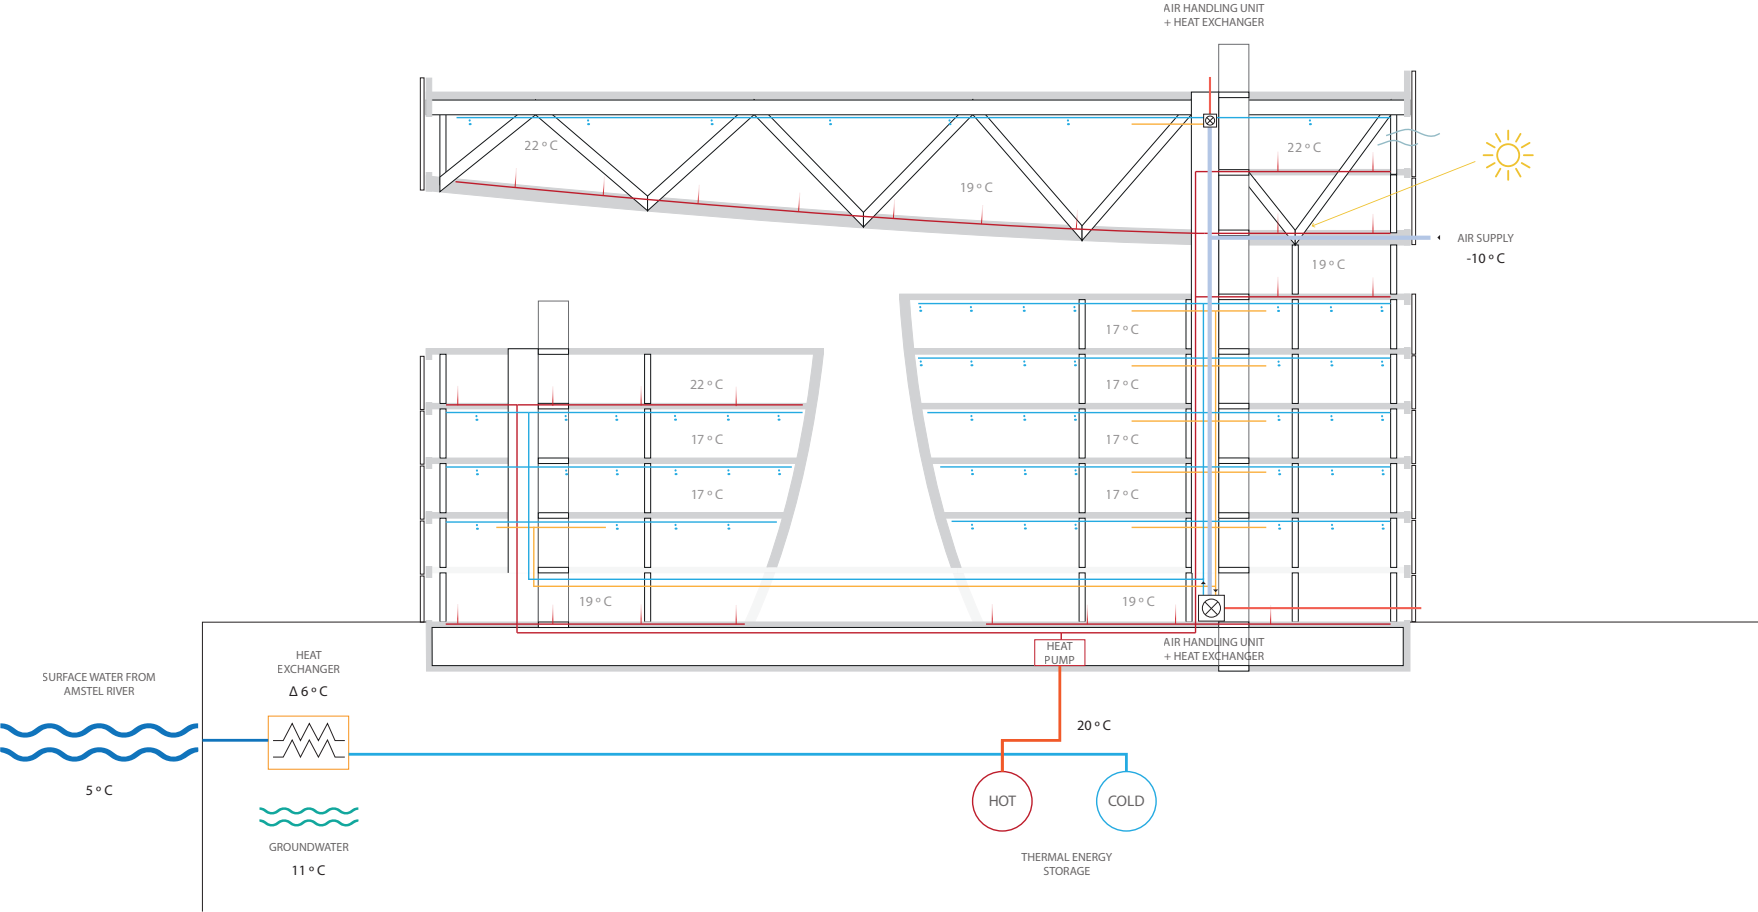 AIR HANDLING UNIT
+ HEAT EXCHANGER
22 º C
22 º C
19 º C
AIR SUPPLY
-10 º C
19 º C
17 º C
22 º C
17 º C
17 º C
17 º C
17 º C
17 º C
19 º C
19 º C
HEAT
PUMP
AIR HANDLING UNIT
+ HEAT EXCHANGER
HEAT
EXCHANGER
Δ 6 º C
SURFACE WATER FROM
AMSTEL RIVER
5 º C
20 º C
HOT
COLD
GROUNDWATER
11 º C
THERMAL ENERGY
STORAGE